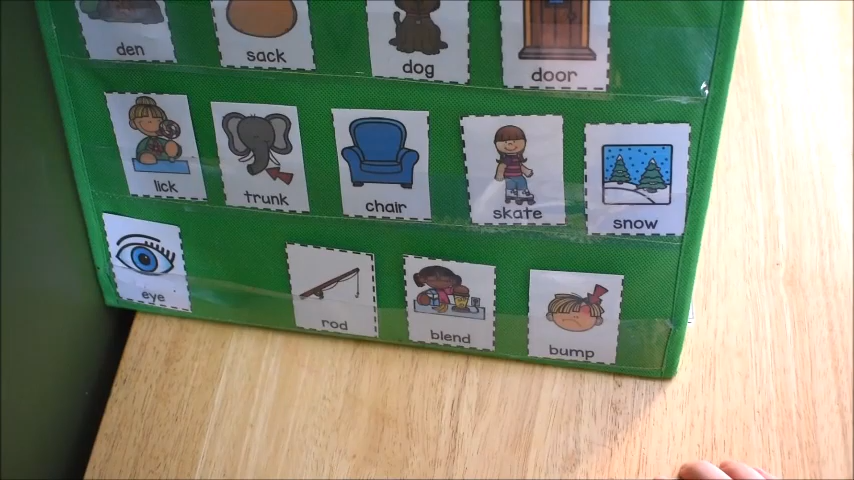 den
sack
dog
door
lick
trunk
chair
skate
snow
eye
rod
blend
bump